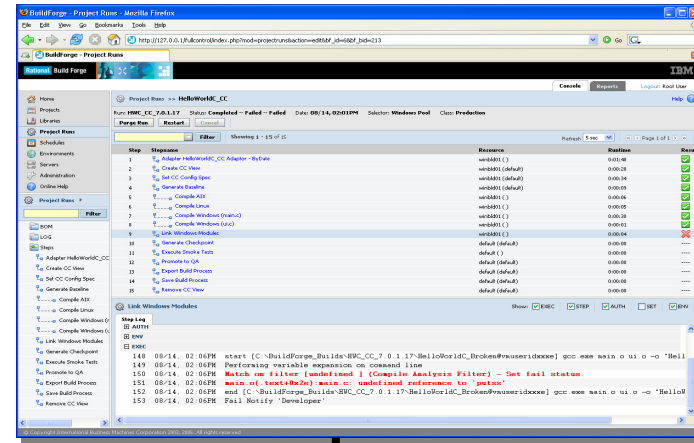 BuildForge - Project Runs - Mozilla Firefox
File Edit View Go Bookmarks Tools Help
http://127.0.0.1/fullcontrol/index.php?mod=projectruns&action=edit&bf_id=6&bf_bid=213
Go
BuildForge - Project Runs
Rational. Build Forge
IBM
Console Reports Logout: Root User
Home
Projects
Libraries
Project Runs
Schedules
Environments
Servers
Administration
Online Help
Project Runs
Filter
BOM
LOG
Steps
Adapter HelloWorldC_CC
Create CC View
Set CC Config Spec
Generate Baseline
Compile AIX
Compile Linux
Compile Windows (r
Compile Windows (u
Link Windows Modules
Generate Checkpoint
Execute Smoke Tests
Promote to QA
Export Build Process
Save Build Process
Remove CC View
Project Runs >> HelloWorldC_CC
Help
Run: HWC_CC_7.0.1.17 Status: Completed - Failed - Failed Date: 08/14, 02:01PM Selector: Windows Pool Class: Production
Purge Run Restart Cancel
Filter Showing 1 - 15 of 15
Refresh 5 sec Page 1 of 1
Step Stepname Resource Runtime Resu
1 Adapter HelloWorldC_CC Adaptor - ByDate winbld01 ( ) 0:01:48
2 Create CC View winbld01 (default) 0:00:28
3 Set CC Config Spec winbld01 (default) 0:00:34
4 Generate Baseline winbld01 (default) 0:00:09
5 Compile AIX winbld01 ( ) 0:00:06
6 Compile Linux winbld01 ( ) 0:00:05
7 Compile Windows (main.c) winbld01 ( ) 0:00:38
8 Compile Windows (ui.c) winbld01 ( ) 0:00:01
9 Link Windows Modules winbld01 ( ) 0:00:04
10 Generate Checkpoint default (default) 0:00:00 ----
11 Execute Smoke Tests default ( ) 0:00:00 ----
12 Promote to QA default (default) 0:00:00 ----
13 Export Build Process default (default) 0:00:00 ----
14 Save Build Process default (default) 0:00:00 ----
15 Remove CC View default (default) 0:00:00 ----
Link Windows Modules Show: EXEC STEP AUTH SET ENV
Step Log
AUTH
ENV
EXEC
148 08/14, 02:06PM start [C:\BuildForge_Builds\HWC_CC_7.0.1.17\HelloWorldC_Broken@vmuseridxxxe] gcc.exe main.o ui.o -o "Hell
149 08/14, 02:06PM Performing variable expansion on command line
150 08/14, 02:06PM Match on filter [undefined ] (Compile Analysis Filter) - Set fail status.
151 08/14, 02:06PM main.o(.text+0x2e):main.c: undefined reference to 'putsx'
152 08/14, 02:06PM end [C:\BuildForge_Builds\HWC_CC_7.0.1.17\HelloWorldC_Broken@vmuseridxxxe] gcc.exe main.o ui.o -o "HelloW
153 08/14, 02:06PM Fail Notify 'Developer'
© Copyright International Business Machines Corporation 2003, 2006. All rights reserved.